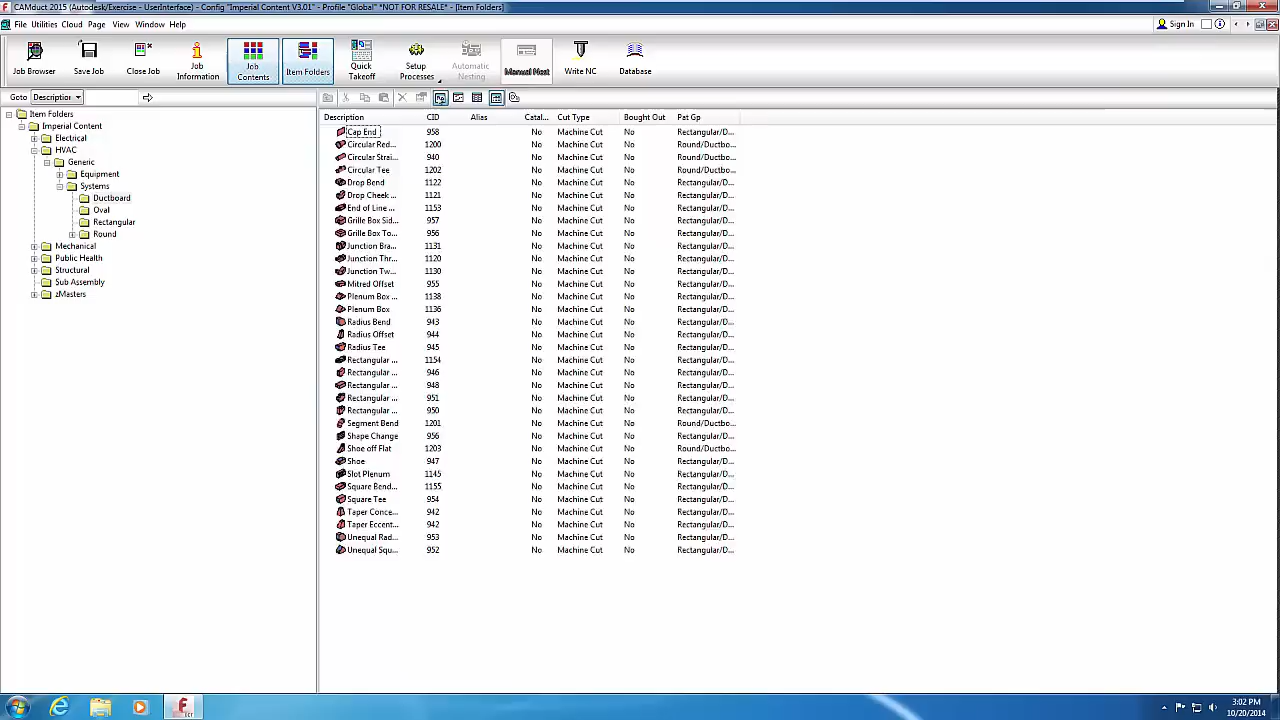 CAMduct 2015 (Autodesk/Exercise - UserInterface) - Config "Imperial Content V3.01" - Profile "Global" *NOT FOR RESALE* - [Item Folders]
File Utilities Cloud Page View Window Help
Sign In
Job Browser
Save Job
Close Job
Job Information
Job Contents
Item Folders
Quick Takeoff
Setup Processes
Automatic Nesting
Manual Nest
Write NC
Database
Goto Description
Item Folders
Imperial Content
Electrical
HVAC
Generic
Equipment
Systems
Ductboard
Oval
Rectangular
Round
Mechanical
Public Health
Structural
Sub Assembly
zMasters
Description CID Alias Catal... Cut Type Bought Out Pat Gp
Cap End 958 No Machine Cut No Rectangular/D...
Circular Red... 1200 No Machine Cut No Round/Ductbo...
Circular Strai... 940 No Machine Cut No Round/Ductbo...
Circular Tee 1202 No Machine Cut No Round/Ductbo...
Drop Bend 1122 No Machine Cut No Rectangular/D...
Drop Cheek ... 1121 No Machine Cut No Rectangular/D...
End of Line ... 1153 No Machine Cut No Rectangular/D...
Grille Box Sid... 957 No Machine Cut No Rectangular/D...
Grille Box To... 956 No Machine Cut No Rectangular/D...
Junction Bra... 1131 No Machine Cut No Rectangular/D...
Junction Thr... 1120 No Machine Cut No Rectangular/D...
Junction Tw... 1130 No Machine Cut No Rectangular/D...
Mitred Offset 955 No Machine Cut No Rectangular/D...
Plenum Box ... 1138 No Machine Cut No Rectangular/D...
Plenum Box 1136 No Machine Cut No Rectangular/D...
Radius Bend 943 No Machine Cut No Rectangular/D...
Radius Offset 944 No Machine Cut No Rectangular/D...
Radius Tee 945 No Machine Cut No Rectangular/D...
Rectangular ... 1154 No Machine Cut No Rectangular/D...
Rectangular ... 946 No Machine Cut No Rectangular/D...
Rectangular ... 948 No Machine Cut No Rectangular/D...
Rectangular ... 951 No Machine Cut No Rectangular/D...
Rectangular ... 950 No Machine Cut No Rectangular/D...
Segment Bend 1201 No Machine Cut No Round/Ductbo...
Shape Change 956 No Machine Cut No Rectangular/D...
Shoe off Flat 1203 No Machine Cut No Round/Ductbo...
Shoe 947 No Machine Cut No Rectangular/D...
Slot Plenum 1145 No Machine Cut No Rectangular/D...
Square Bend... 1155 No Machine Cut No Rectangular/D...
Square Tee 954 No Machine Cut No Rectangular/D...
Taper Conce... 942 No Machine Cut No Rectangular/D...
Taper Eccent... 942 No Machine Cut No Rectangular/D...
Unequal Rad... 953 No Machine Cut No Rectangular/D...
Unequal Squ... 952 No Machine Cut No Rectangular/D...
3:02 PM
10/20/2014